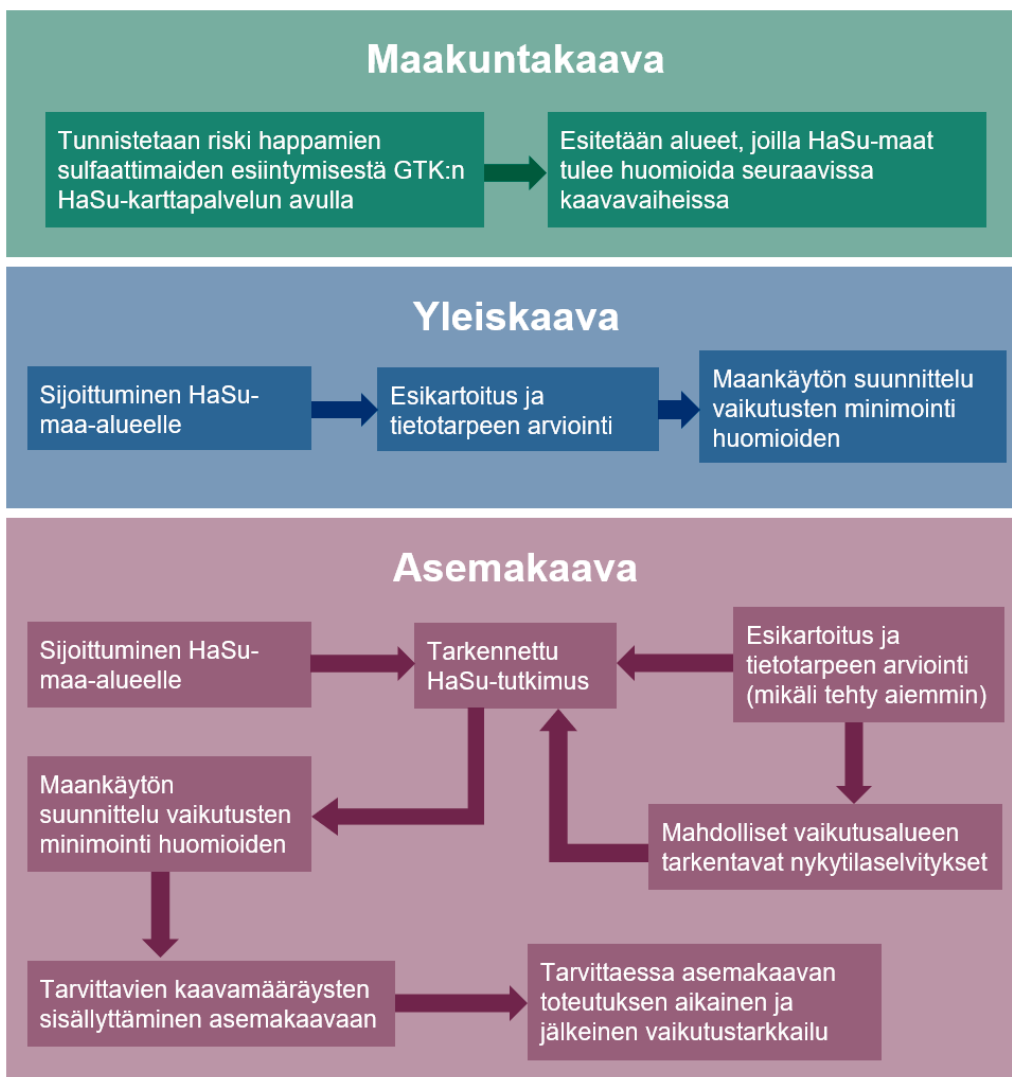 Maakuntakaava
Tunnistetaan riski happamien
sulfaattimaiden esiintymisestä GTK:n
HaSu-karttapalvelun avulla
Esitetään alueet, joilla HaSu-maat
tulee huomioida seuraavissa
kaavavaiheissa
Yleiskaava
Sijoittuminen HaSu-
maa-alueelle
Esikartoitus ja
tietotarpeen arviointi
Maankäytön suunnittelu
vaikutusten minimointi
huomioiden
Asemakaava
Sijoittuminen HaSu-
maa-alueelle
Tarkennettu
HaSu-tutkimus
Esikartoitus ja
tietotarpeen arviointi
(mikäli tehty aiemmin)
Maankäytön
suunnittelu vaikutusten
minimointi huomioiden
Mahdolliset vaikutusalueen
tarkentavat nykytilaselvitykset
Tarvittavien kaavamääräysten
sisällyttäminen asemakaavaan
Tarvittaessa asemakaavan
toteutuksen aikainen ja
jälkeinen vaikutustarkkailu